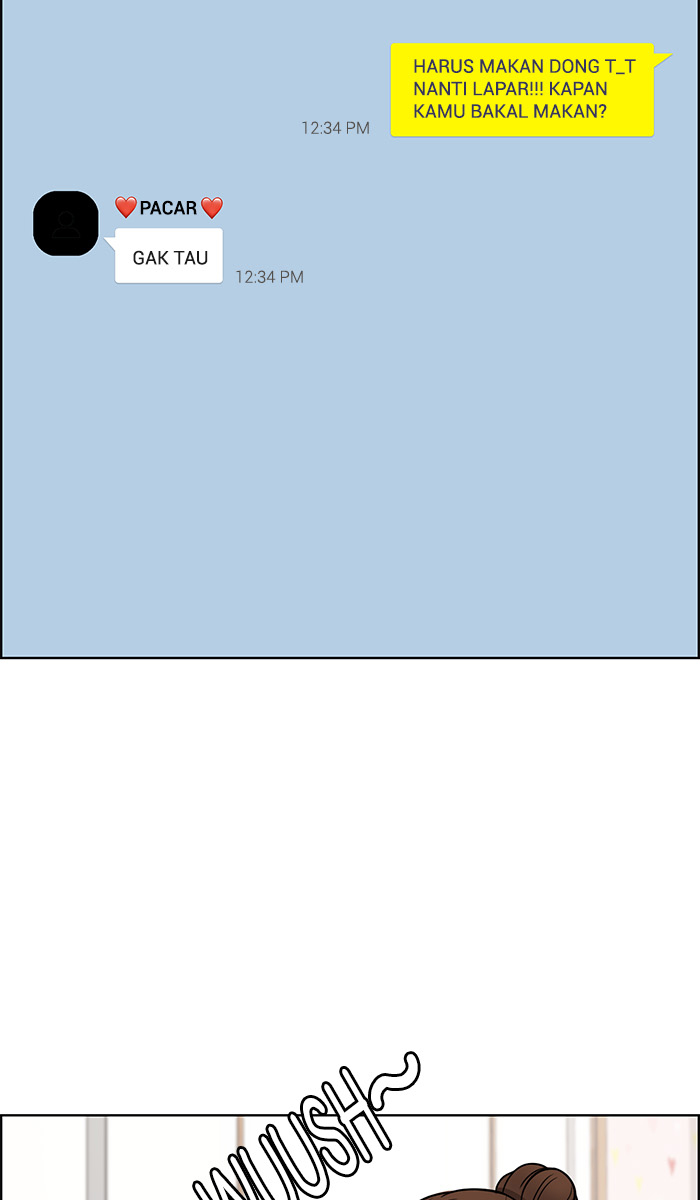 HARUS MAKAN DONG T_T
NANTI LAPAR!!! KAPAN
KAMU BAKAL MAKAN?
12:34 PM
❤️PACAR❤️
GAK TAU
12:34 PM
WUUSH~